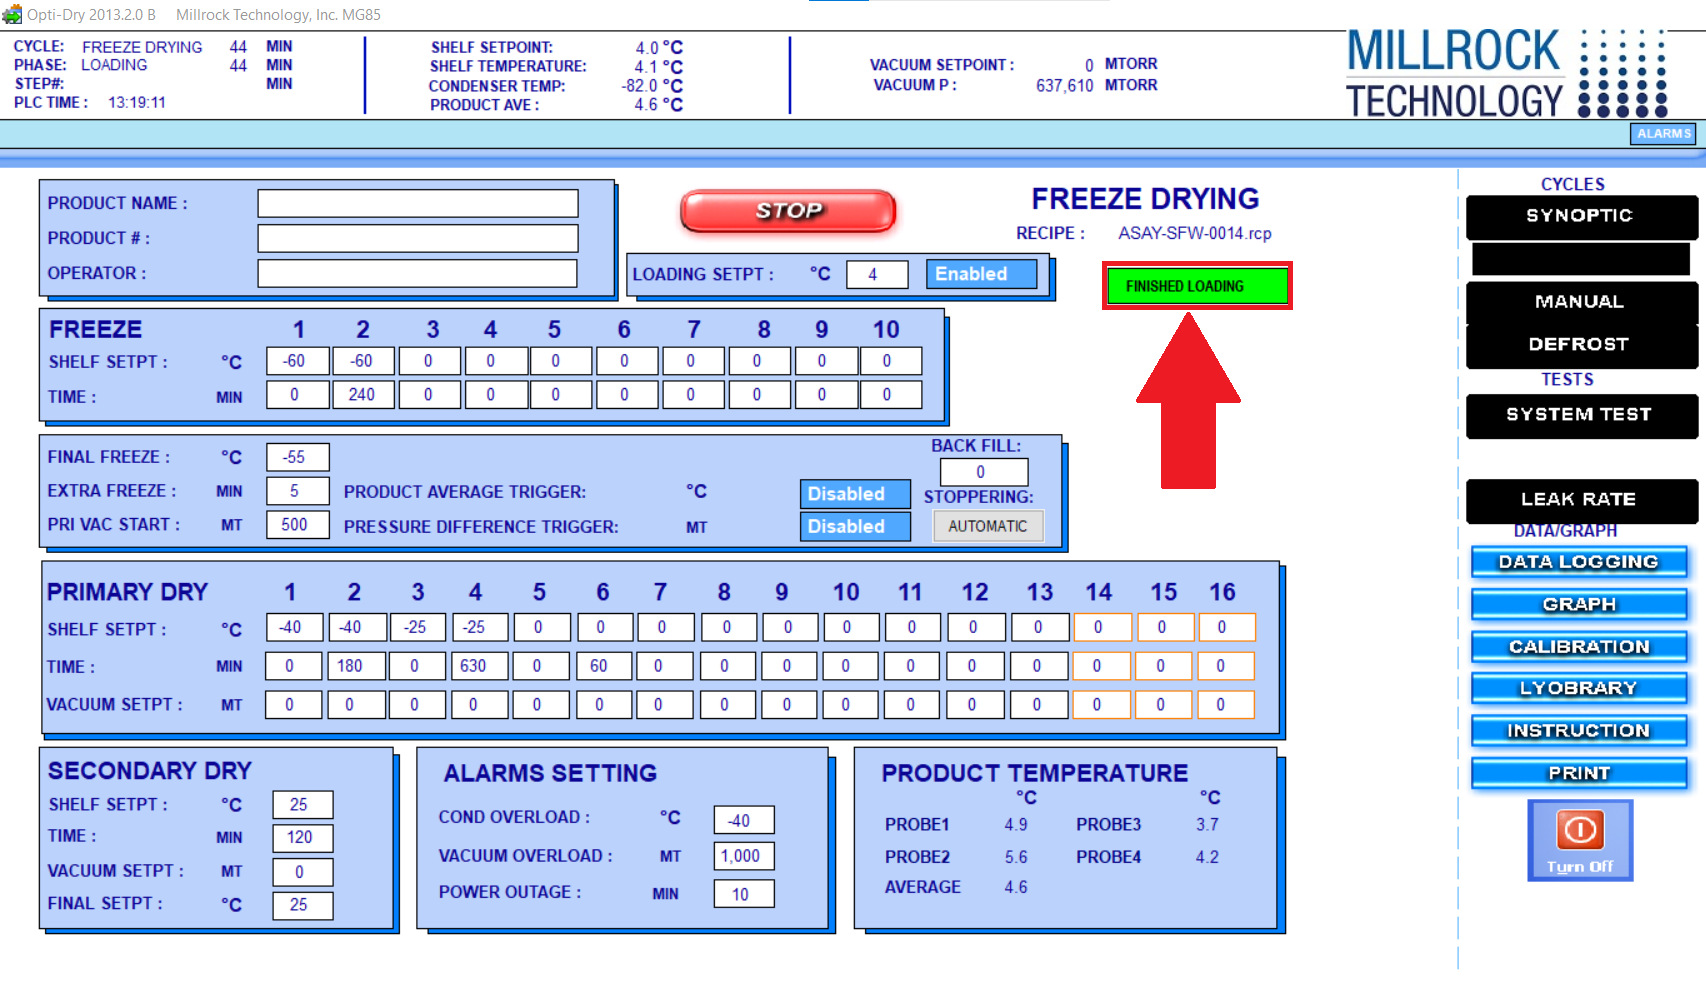 Opti-Dry 2013.2.0 B Millrock Technology, Inc. MG85
CYCLE: FREEZE DRYING 44 MIN
PHASE: LOADING 44 MIN
STEP#: MIN
PLC TIME : 13:19:11
SHELF SETPOINT: 4.0 °C
SHELF TEMPERATURE: 4.1 °C
CONDENSER TEMP: -82.0 °C
PRODUCT AVE : 4.6 °C
VACUUM SETPOINT : 0 MTORR
VACUUM P : 637,610 MTORR
MILLROCK
TECHNOLOGY
ALARMS
PRODUCT NAME :
PRODUCT # :
OPERATOR :
STOP
LOADING SETPT : °C 4 Enabled
FREEZE DRYING
RECIPE : ASAY-SFW-0014.rcp
FINISHED LOADING
FREEZE 1 2 3 4 5 6 7 8 9 10
SHELF SETPT : °C -60 -60 0 0 0 0 0 0 0 0
TIME : MIN 0 240 0 0 0 0 0 0 0 0
FINAL FREEZE : °C -55
EXTRA FREEZE : MIN 5 PRODUCT AVERAGE TRIGGER: °C Disabled
PRI VAC START : MT 500 PRESSURE DIFFERENCE TRIGGER: MT Disabled
BACK FILL:
0
STOPPERING:
AUTOMATIC
PRIMARY DRY 1 2 3 4 5 6 7 8 9 10 11 12 13 14 15 16
SHELF SETPT : °C -40 -40 -25 -25 0 0 0 0 0 0 0 0 0 0 0 0
TIME : MIN 0 180 0 630 0 60 0 0 0 0 0 0 0 0 0 0
VACUUM SETPT : MT 0 0 0 0 0 0 0 0 0 0 0 0 0 0 0 0
SECONDARY DRY
SHELF SETPT : °C 25
TIME : MIN 120
VACUUM SETPT : MT 0
FINAL SETPT : °C 25
ALARMS SETTING
COND OVERLOAD : °C -40
VACUUM OVERLOAD : MT 1,000
POWER OUTAGE : MIN 10
PRODUCT TEMPERATURE
°C °C
PROBE1 4.9 PROBE3 3.7
PROBE2 5.6 PROBE4 4.2
AVERAGE 4.6
CYCLES
SYNOPTIC
MANUAL
DEFROST
TESTS
SYSTEM TEST
LEAK RATE
DATA/GRAPH
DATA LOGGING
GRAPH
CALIBRATION
LYOBRARY
INSTRUCTION
PRINT
Turn Off